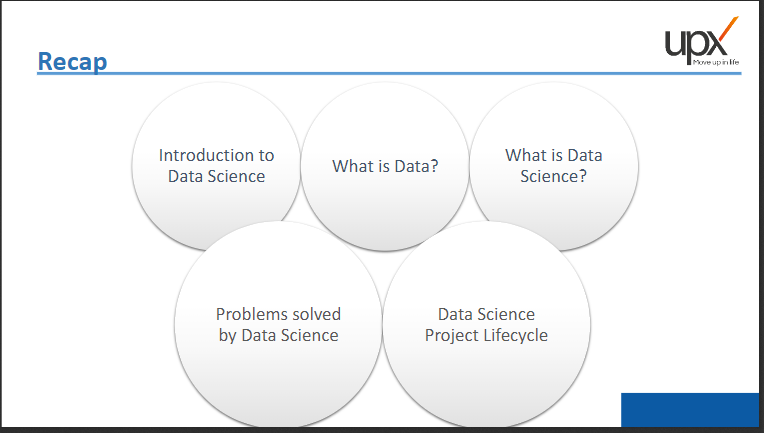 upx
Move up in life
Recap
Introduction to
Data Science
What is Data?
What is Data
Science?
Problems solved
by Data Science
Data Science
Project Lifecycle